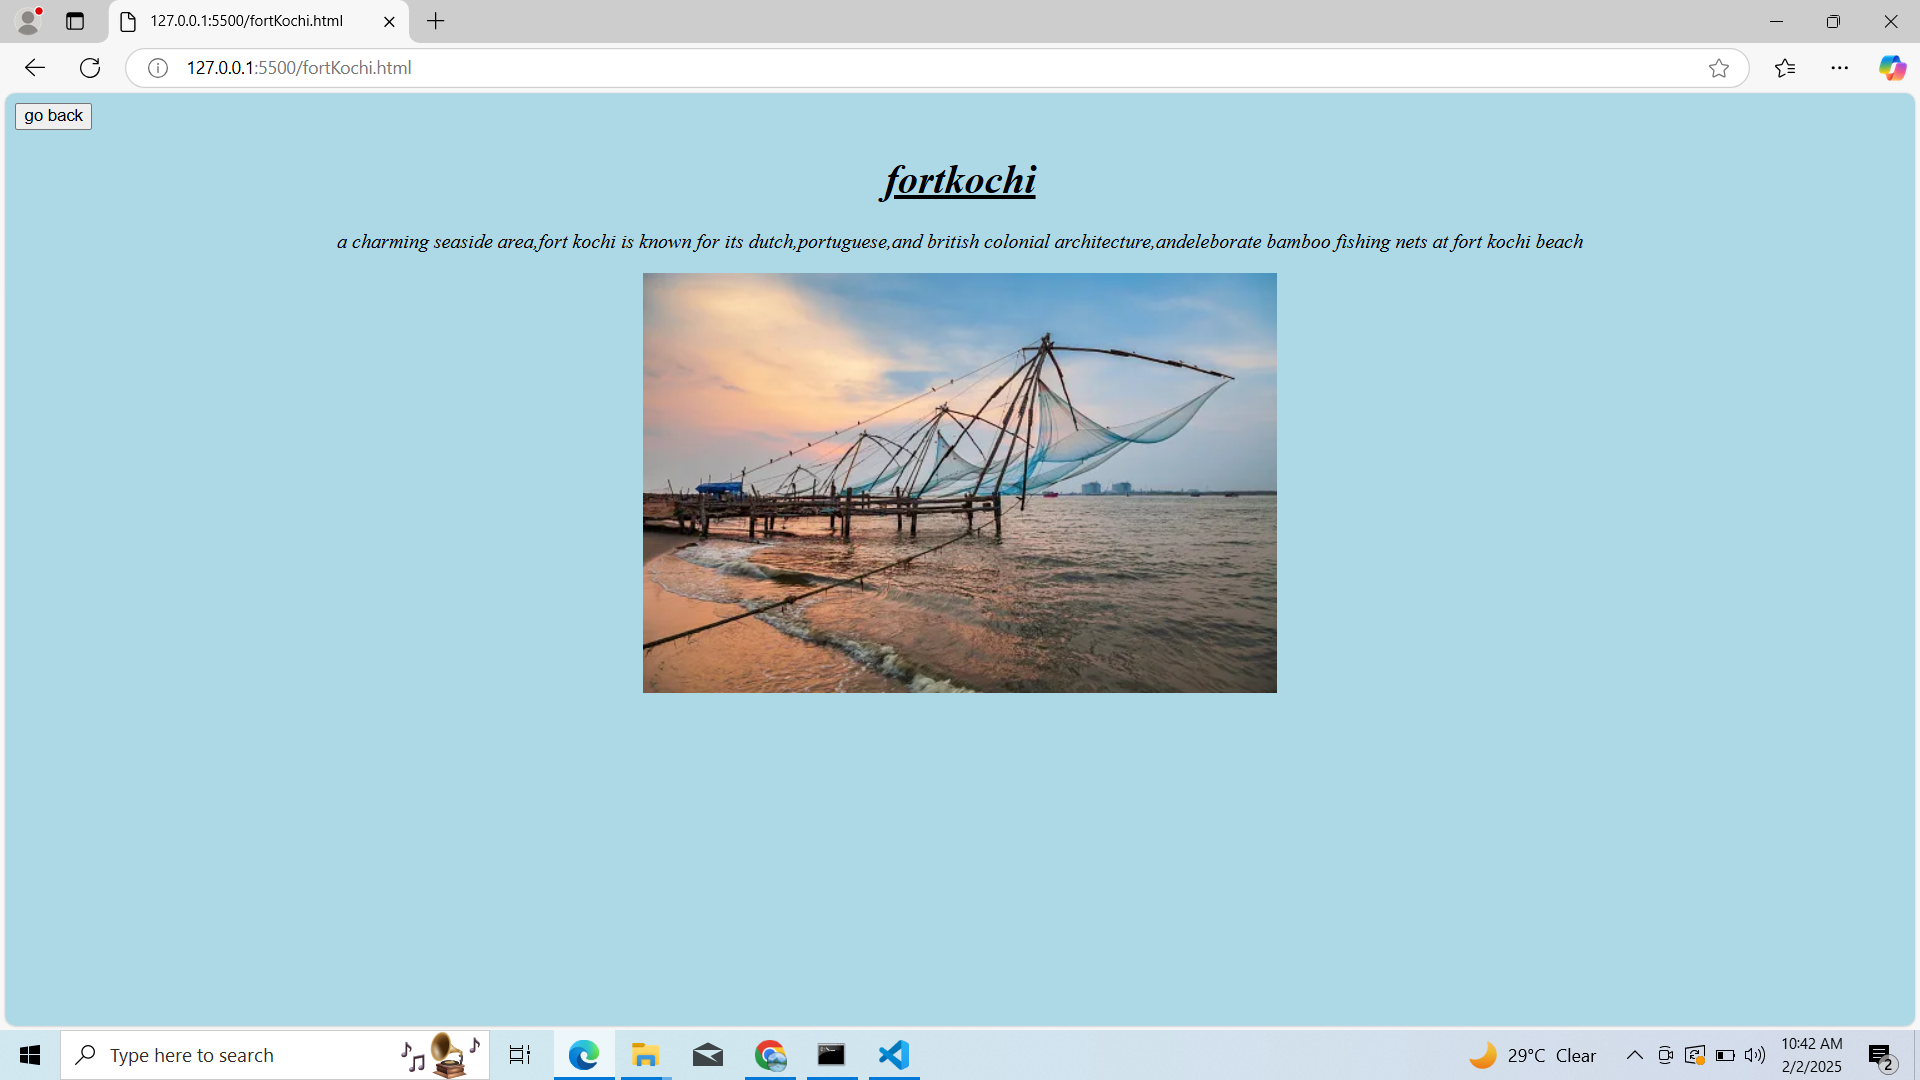 127.0.0.1:5500/fortKochi.html
127.0.0.1:5500/fortKochi.html
go back
fortkochi
a charming seaside area,fort kochi is known for its dutch,portuguese,and british colonial architecture,andeleborate bamboo fishing nets at fort kochi beach
Type here to search
29°C Clear
10:42 AM
2/2/2025
2